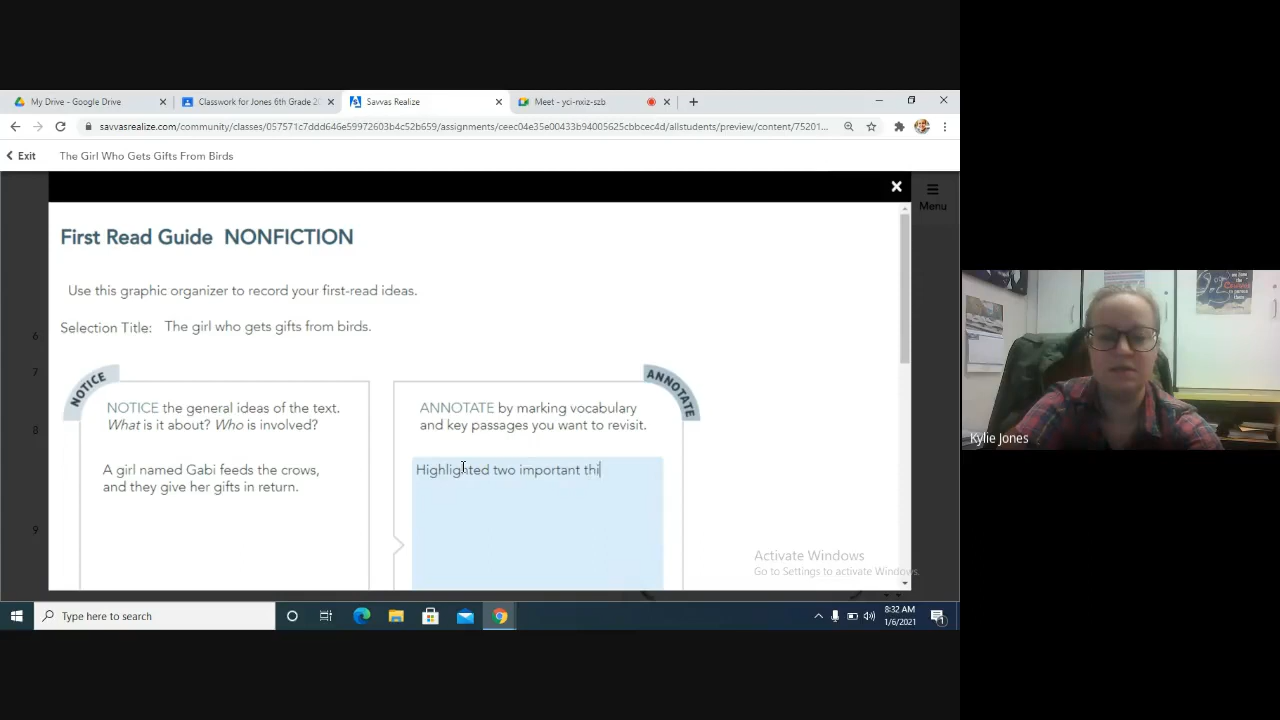 My Drive - Google Drive
Classwork for Jones 6th Grade 2
Savvas Realize
Meet - yci-nxiz-szb
savvasrealize.com/community/classes/057571c7ddd646e59972603b4c52b659/assignments/ceec04e35e00433b94005625cbbcec4d/allstudents/preview/content/75201...
Exit
The Girl Who Gets Gifts From Birds
Menu
First Read Guide NONFICTION
Use this graphic organizer to record your first-read ideas.
Selection Title: The girl who gets gifts from birds.
6
7
8
9
NOTICE
NOTICE the general ideas of the text.
What is it about? Who is involved?
A girl named Gabi feeds the crows,
and they give her gifts in return.
ANNOTATE
ANNOTATE by marking vocabulary
and key passages you want to revisit.
Highlighted two important thi
Activate Windows
Go to Settings to activate Windows.
Type here to search
8:32 AM
1/6/2021
1
Kylie Jones